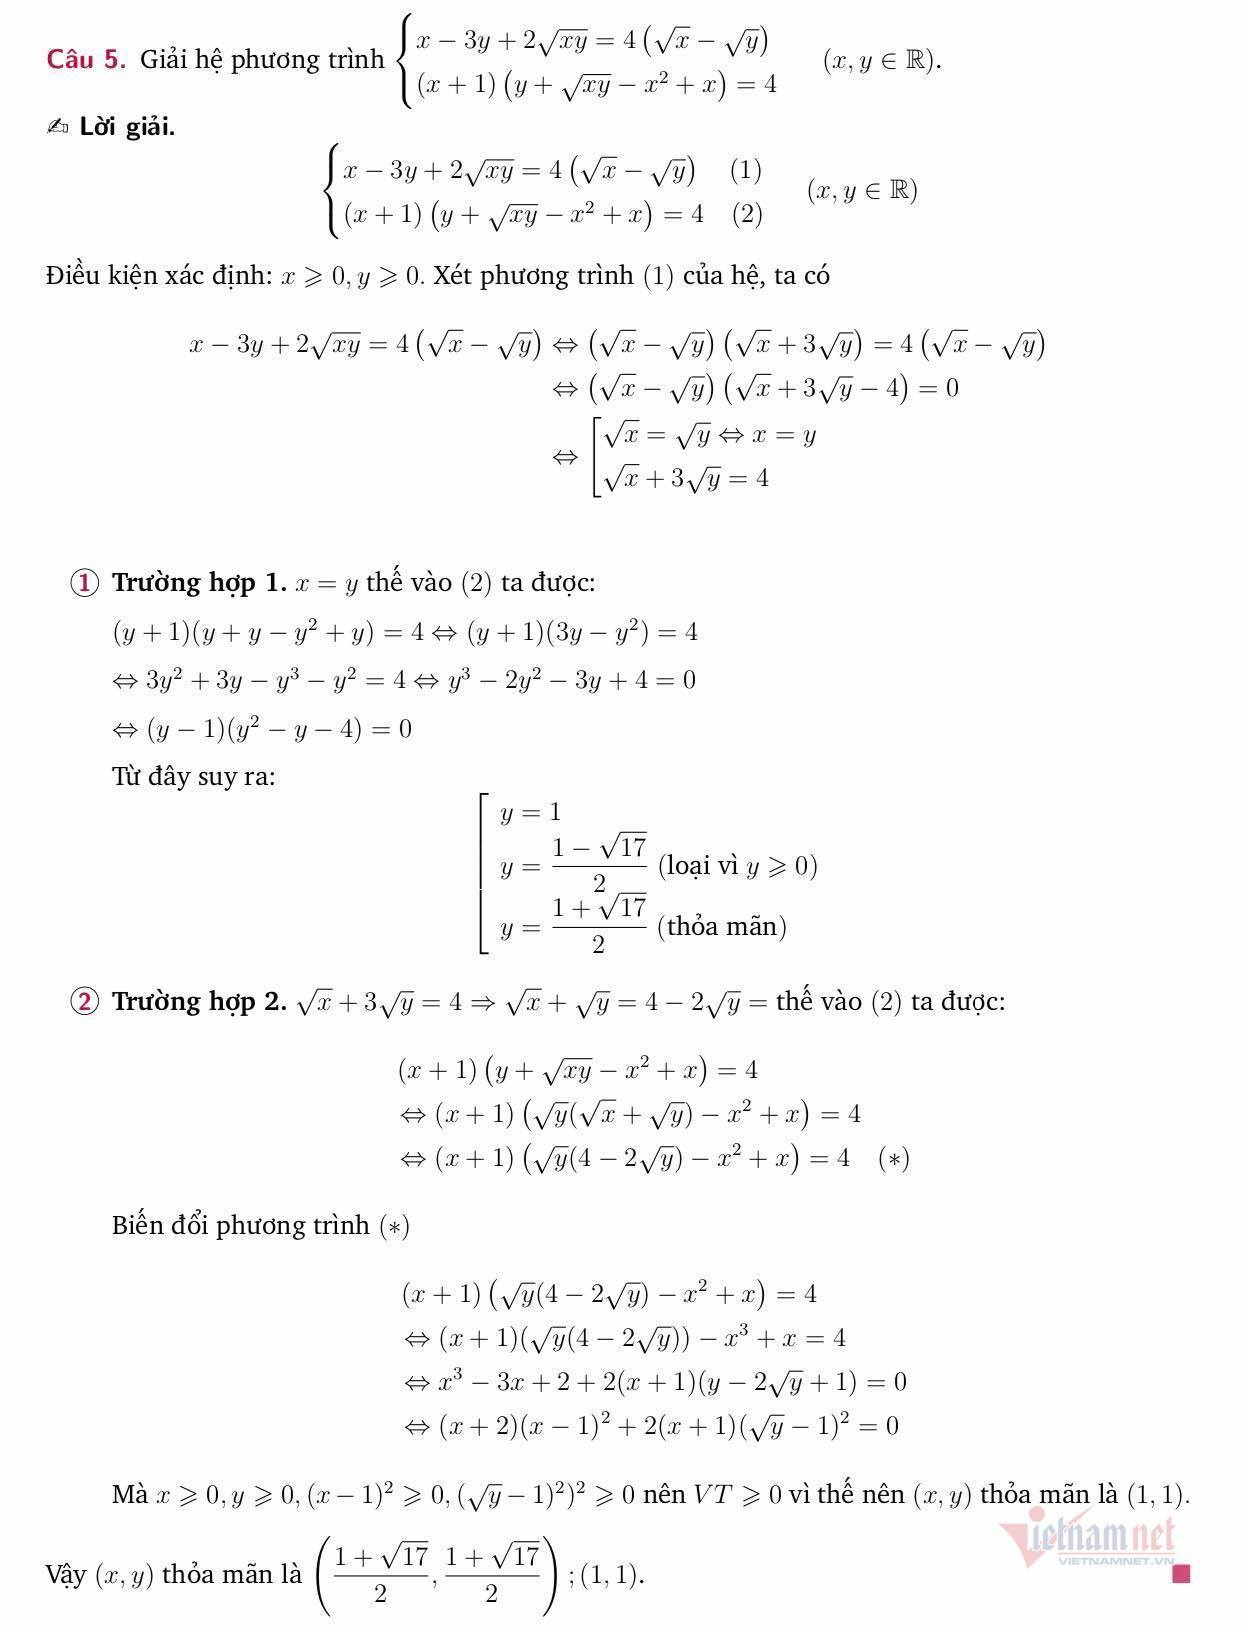 Câu 5. Giải hệ phương trình { x − 3y + 2√(xy) = 4(√x − √y)
(x + 1)(y + √(xy) − x² + x) = 4 (x, y ∈ ℝ).
✍ Lời giải.
{ x − 3y + 2√(xy) = 4(√x − √y) (1)
(x + 1)(y + √(xy) − x² + x) = 4 (2) (x, y ∈ ℝ)
Điều kiện xác định: x ⩾ 0, y ⩾ 0. Xét phương trình (1) của hệ, ta có
x − 3y + 2√(xy) = 4(√x − √y) ⇔ (√x − √y)(√x + 3√y) = 4(√x − √y)
⇔ (√x − √y)(√x + 3√y − 4) = 0
⇔ [ √x = √y ⇔ x = y
√x + 3√y = 4
① Trường hợp 1. x = y thế vào (2) ta được:
(y + 1)(y + y − y² + y) = 4 ⇔ (y + 1)(3y − y²) = 4
⇔ 3y² + 3y − y³ − y² = 4 ⇔ y³ − 2y² − 3y + 4 = 0
⇔ (y − 1)(y² − y − 4) = 0
Từ đây suy ra:
[ y = 1
y = (1 − √17)/2 (loại vì y ⩾ 0)
y = (1 + √17)/2 (thỏa mãn)
② Trường hợp 2. √x + 3√y = 4 ⇒ √x + √y = 4 − 2√y = thế vào (2) ta được:
(x + 1)(y + √(xy) − x² + x) = 4
⇔ (x + 1)(√y(√x + √y) − x² + x) = 4
⇔ (x + 1)(√y(4 − 2√y) − x² + x) = 4 (∗)
Biến đổi phương trình (∗)
(x + 1)(√y(4 − 2√y) − x² + x) = 4
⇔ (x + 1)(√y(4 − 2√y)) − x³ + x = 4
⇔ x³ − 3x + 2 + 2(x + 1)(y − 2√y + 1) = 0
⇔ (x + 2)(x − 1)² + 2(x + 1)(√y − 1)² = 0
Mà x ⩾ 0, y ⩾ 0, (x − 1)² ⩾ 0, (√y − 1)²)² ⩾ 0 nên VT ⩾ 0 vì thế nên (x, y) thỏa mãn là (1, 1).
Vietnamnet
VIETNAMNET.VN
Vậy (x, y) thỏa mãn là ((1 + √17)/2, (1 + √17)/2); (1, 1).